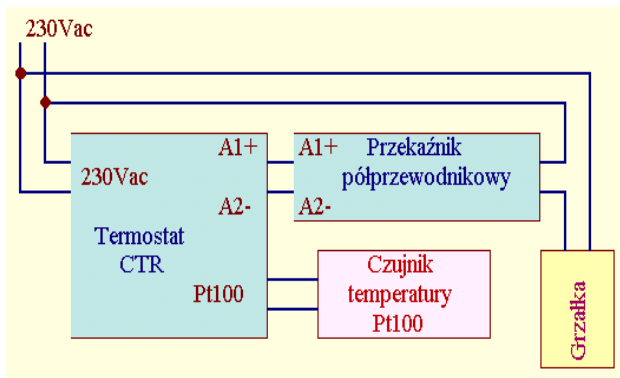 230Vac
A1+
A1+
Przekaźnik
230Vac
półprzewodnikowy
A2-
A2-
Termostat
CTR
Czujnik
Pt100
temperatury
Pt100
Grzałka